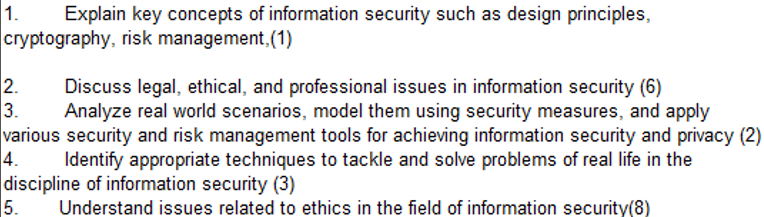 1. Explain key concepts of information security such as design principles,
cryptography, risk management,(1)
2. Discuss legal, ethical, and professional issues in information security (6)
3. Analyze real world scenarios, model them using security measures, and apply
various security and risk management tools for achieving information security and privacy (2)
4. Identify appropriate techniques to tackle and solve problems of real life in the
discipline of information security (3)
5. Understand issues related to ethics in the field of information security(8)